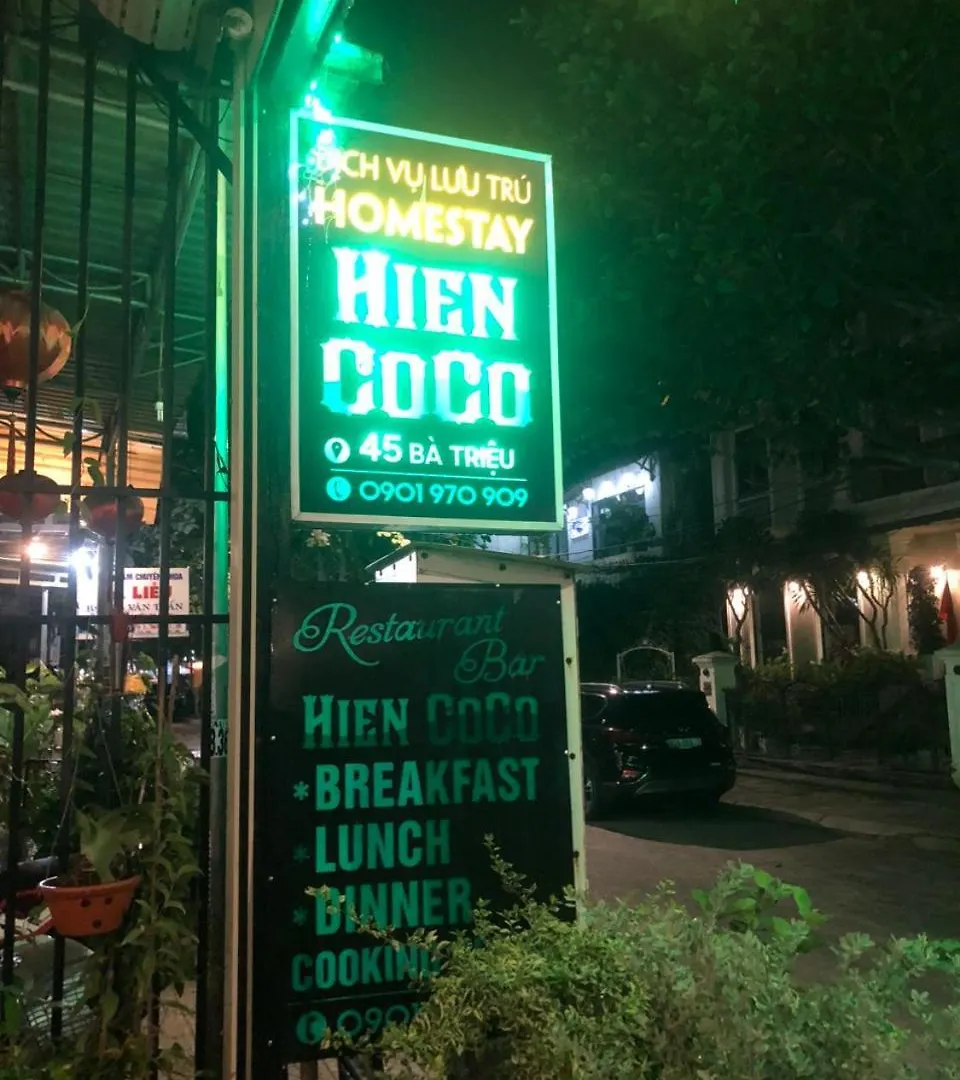 DỊCH VỤ LƯU TRÚ
HOMESTAY
HIEN
COCO
45 BÀ TRIỆU
0901 970 909
Restaurant
Bar
HIEN COCO
*BREAKFAST
*LUNCH
*DINNER
LIÊ